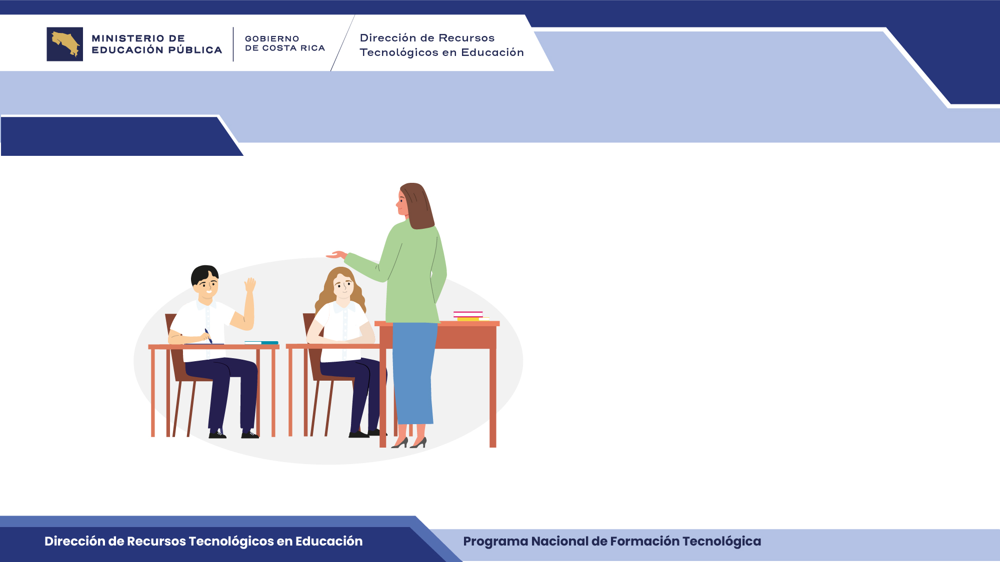 MINISTERIO DE
EDUCACIÓN PÚBLICA
GOBIERNO
DE COSTA RICA
Dirección de Recursos
Tecnológicos en Educación
Dirección de Recursos Tecnológicos en Educación
Programa Nacional de Formación Tecnológica